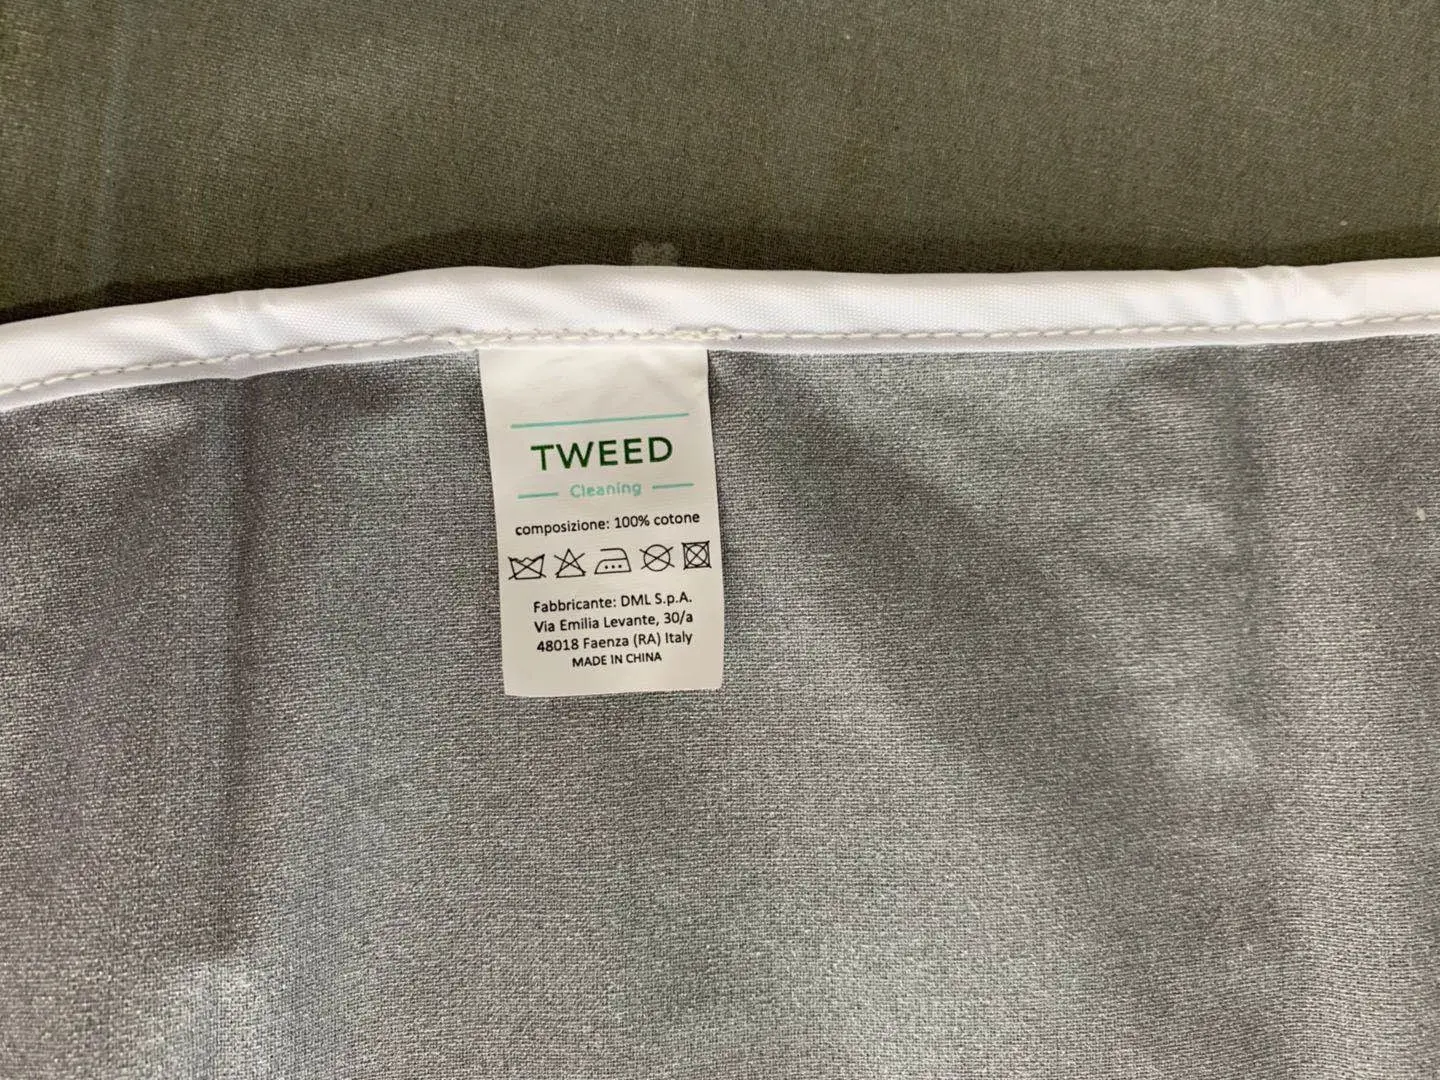 TWEED
Cleaning
composizione: 100% cotone
Fabbricante: DML S.p.A.
Via Emilia Levante, 30/a
48018 Faenza (RA) Italy
MADE IN CHINA